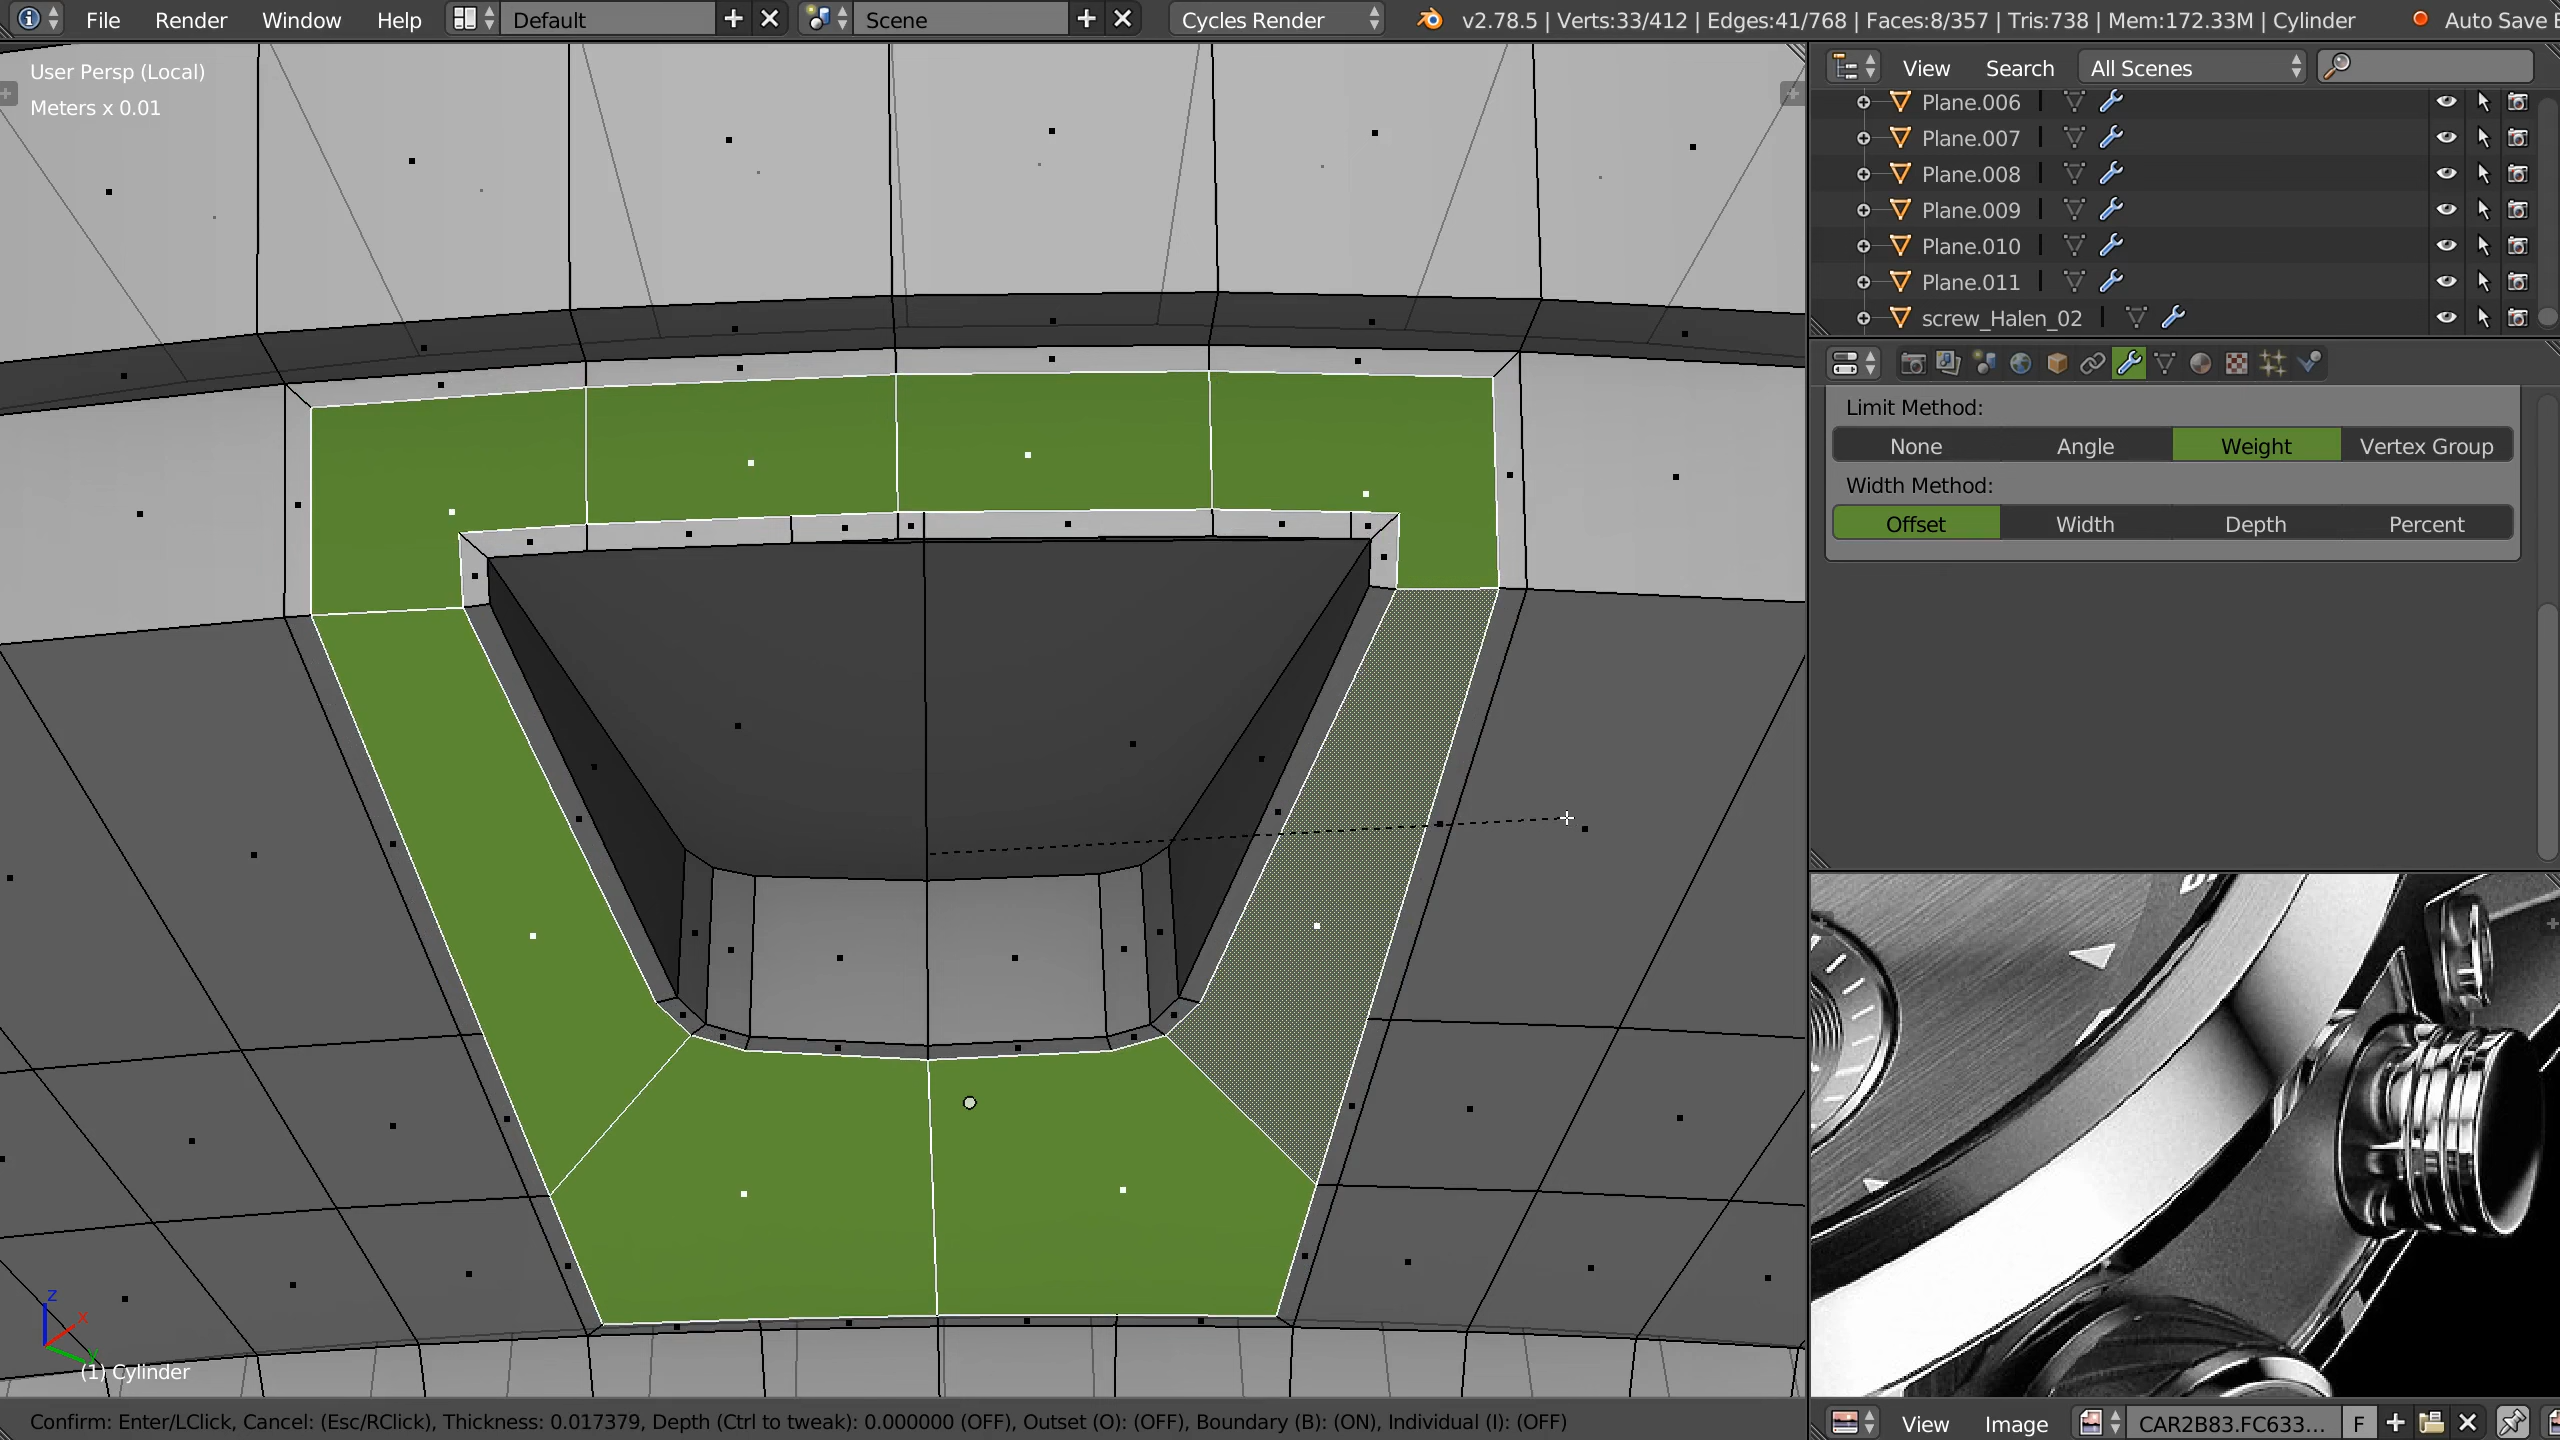 File Render Window Help Default Scene Cycles Render v2.78.5 | Verts:33/412 | Edges:41/768 | Faces:8/357 | Tris:738 | Mem:172.33M | Cylinder Auto Save
User Persp (Local)
Meters x 0.01
View Search All Scenes
Plane.006
Plane.007
Plane.008
Plane.009
Plane.010
Plane.011
screw_Halen_02
Limit Method:
None Angle Weight Vertex Group
Width Method:
Offset Width Depth Percent
z
x
y
(1) Cylinder
Confirm: Enter/LClick, Cancel: (Esc/RClick), Thickness: 0.017379, Depth (Ctrl to tweak): 0.000000 (OFF), Outset (O): (OFF), Boundary (B): (ON), Individual (I): (OFF)
View Image CAR2B83.FC633... F